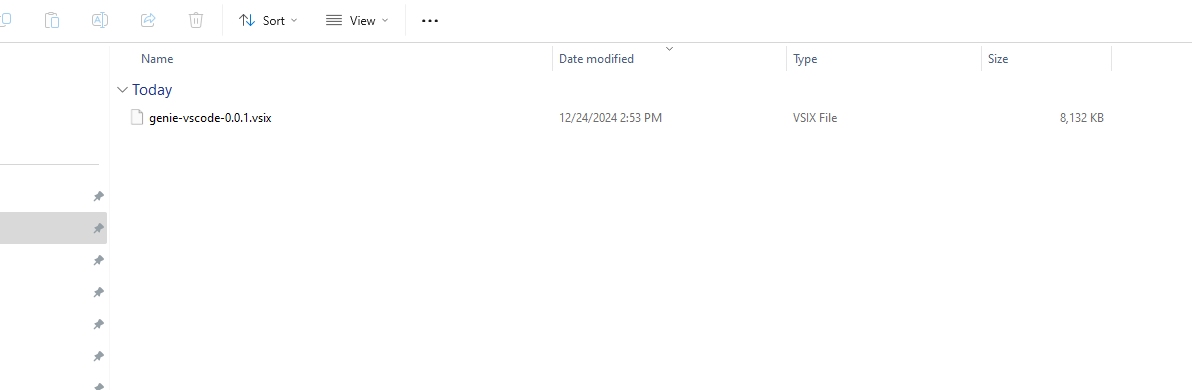 Sort View
Name Date modified Type Size
Today
genie-vscode-0.0.1.vsix 12/24/2024 2:53 PM VSIX File 8,132 KB